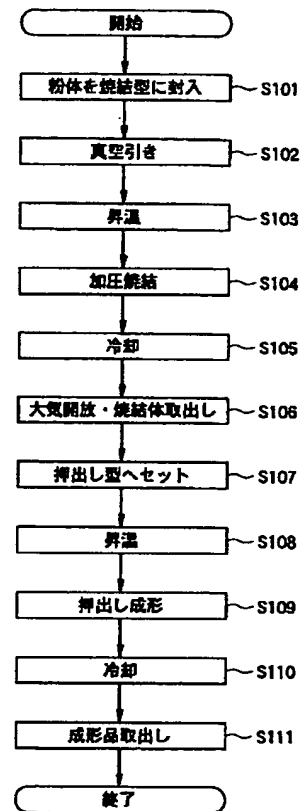 開始
粉体を焼結型に封入 S101
真空引き S102
昇温 S103
加圧焼結 S104
冷却 S105
大気開放・焼結体取出し S106
押出し型へセット S107
昇温 S108
押出し成形 S109
冷却 S110
成形品取出し S111
終了